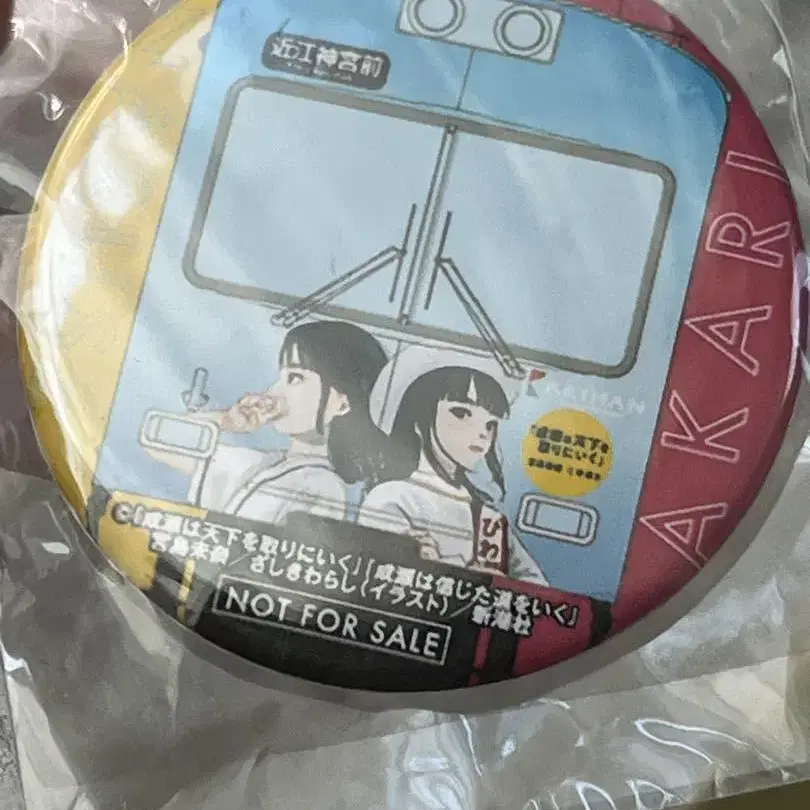 近江神宮前
KEIHAN
AKARI
「成瀬は天下を
取りにいく」
びわ
©「成瀬は天下を取りにいく」「成瀬は信じた道をいく」
宮島未奈/ざしきわらし(イラスト)/新潮社
NOT FOR SALE